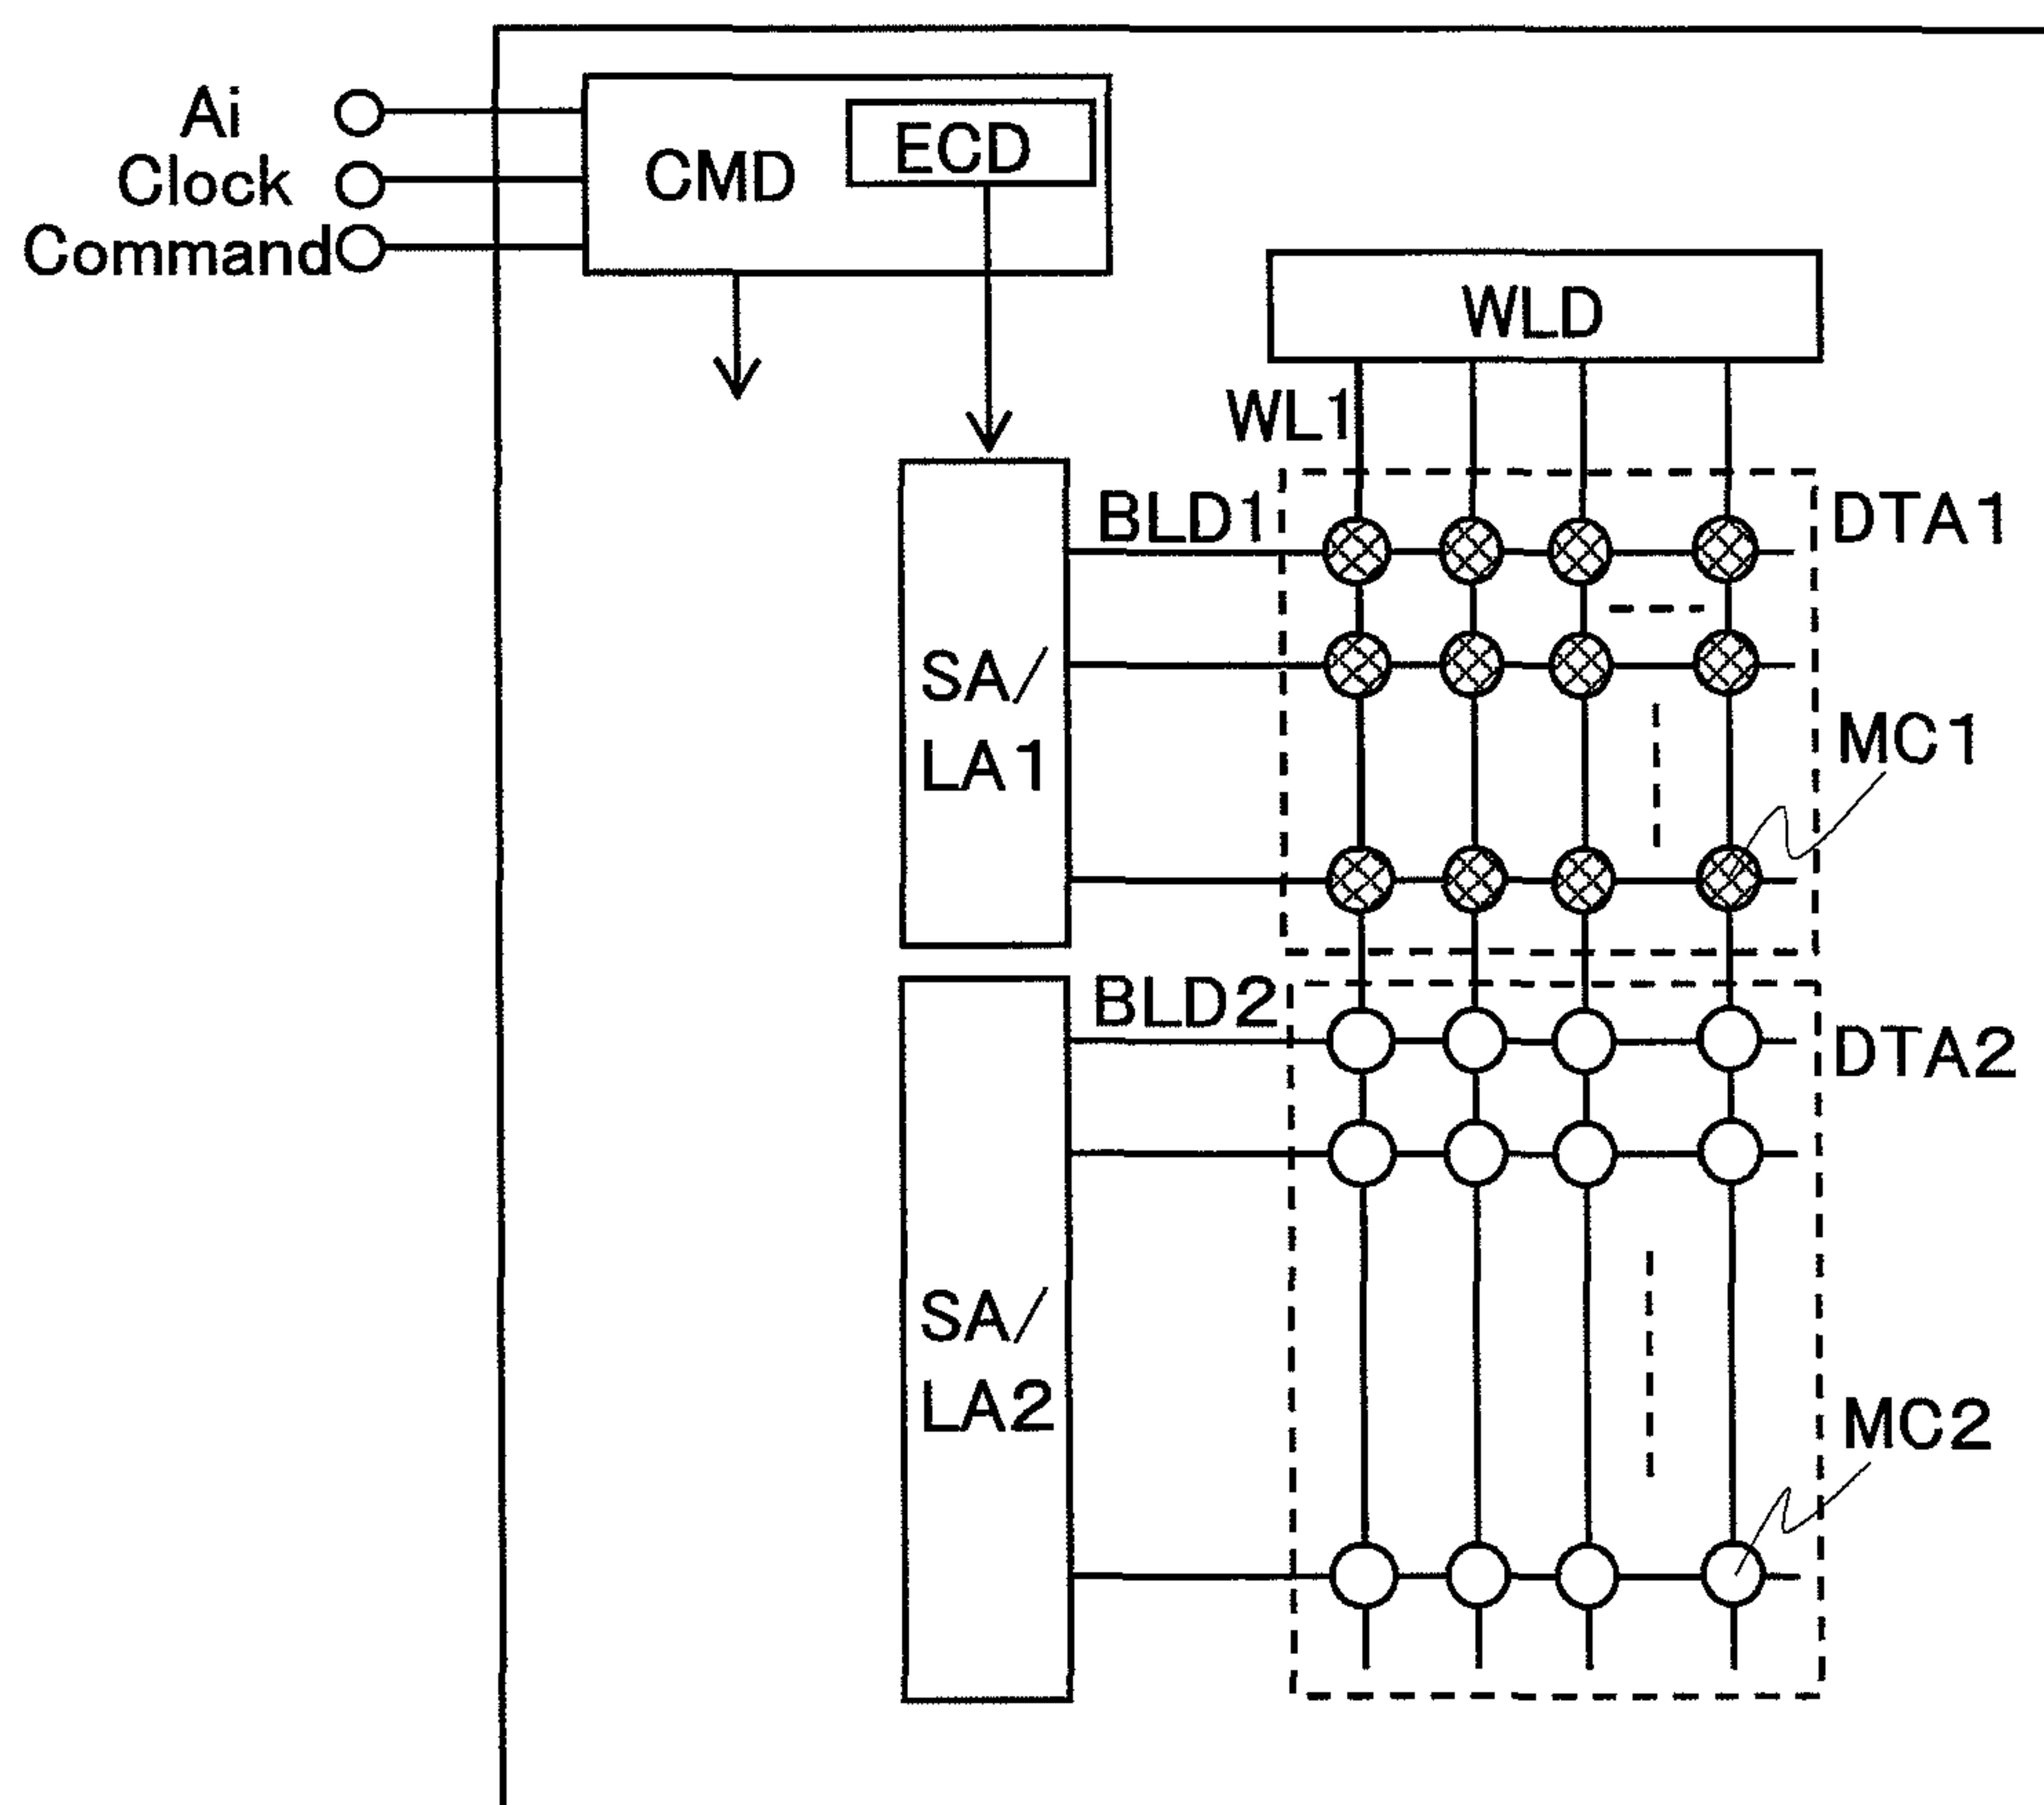 Ai
Clock
Command
CMD
ECD
WLD
WL1
BLD1
DTA1
SA/
LA1
MC1
BLD2
DTA2
SA/
LA2
MC2